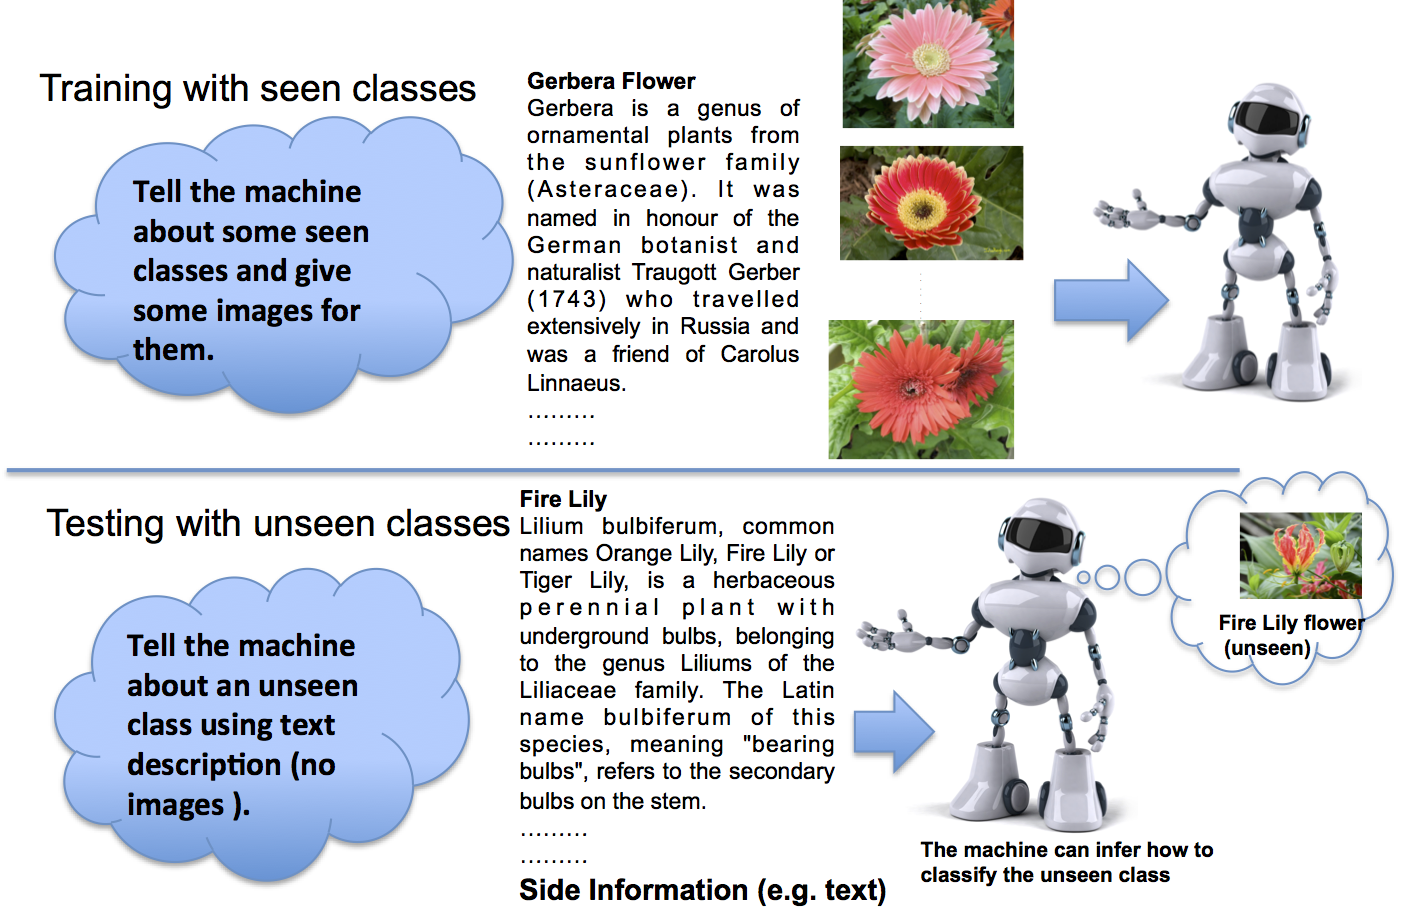 Training with seen classes
Tell the machine
about some seen
classes and give
some images for
them.
Gerbera Flower
Gerbera is a genus of
ornamental plants from
the sunflower family
(Asteraceae). It was
named in honour of the
German botanist and
naturalist Traugott Gerber
(1743) who travelled
extensively in Russia and
was a friend of Carolus
Linnaeus.
.........
.........
Testing with unseen classes
Tell the machine
about an unseen
class using text
description (no
images ).
Fire Lily
Lilium bulbiferum, common
names Orange Lily, Fire Lily or
Tiger Lily, is a herbaceous
perennial plant with
underground bulbs, belonging
to the genus Liliums of the
Liliaceae family. The Latin
name bulbiferum of this
species, meaning "bearing
bulbs", refers to the secondary
bulbs on the stem.
.........
.........
Side Information (e.g. text)
Fire Lily flower
(unseen)
The machine can infer how to
classify the unseen class